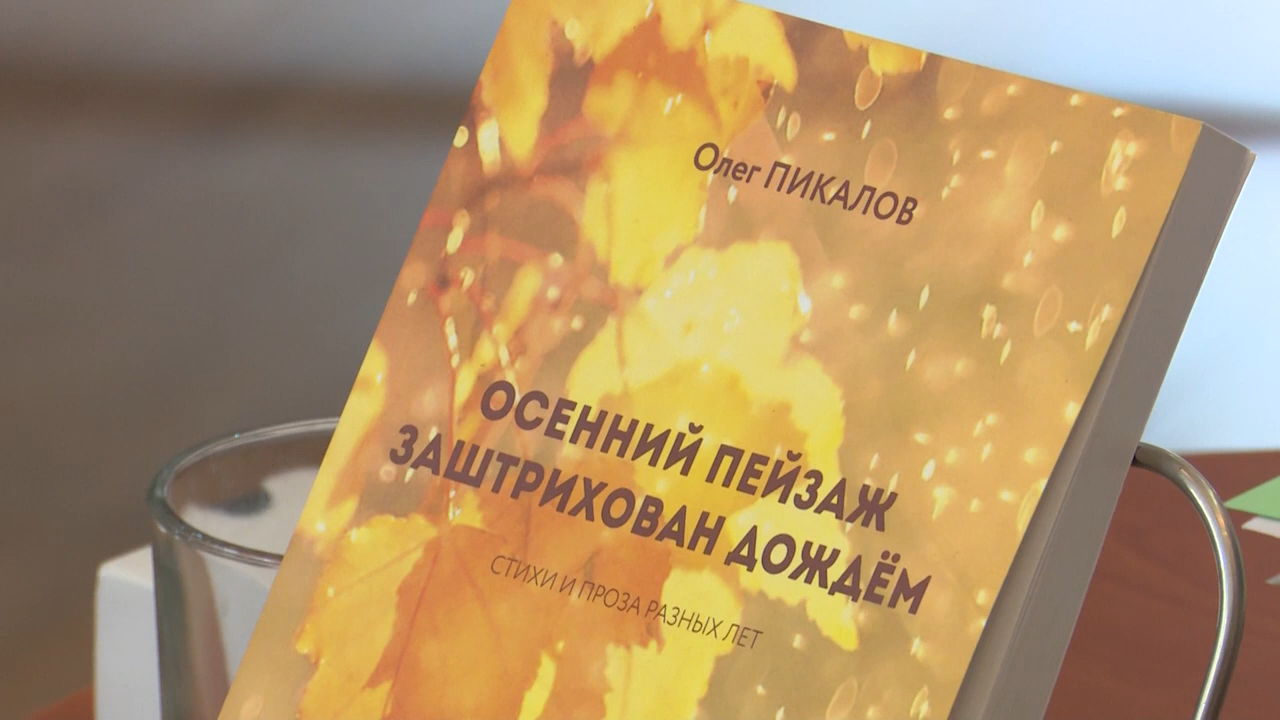 Олег ПИКАЛОВ
ОСЕННИЙ ПЕЙЗАЖ
ЗАШТРИХОВАН ДОЖДЁМ
СТИХИ И ПРОЗА РАЗНЫХ ЛЕТ